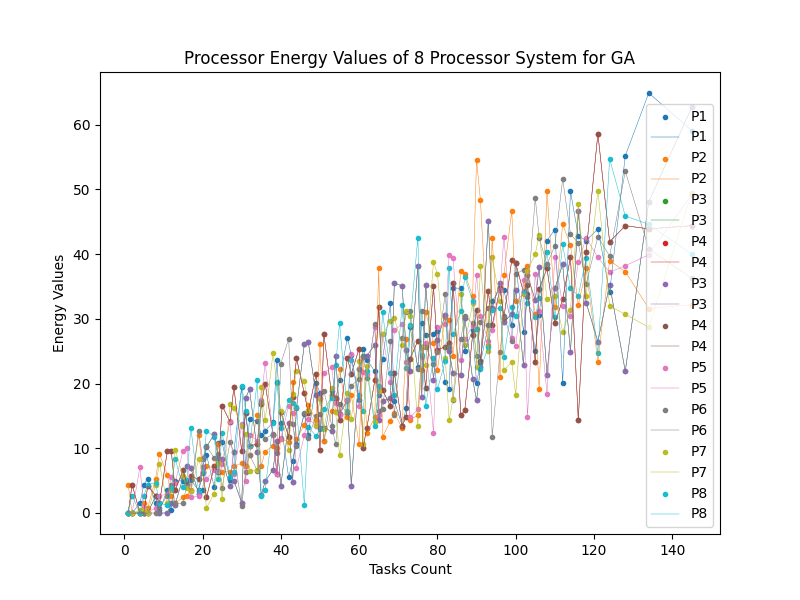 Processor Energy Values of 8 Processor System for GA
Energy Values
60
50
40
30
20
10
0
0 20 40 60 80 100 120 140
Tasks Count
P1
P1
P2
P2
P3
P3
P4
P4
P3
P3
P4
P4
P5
P5
P6
P6
P7
P7
P8
P8